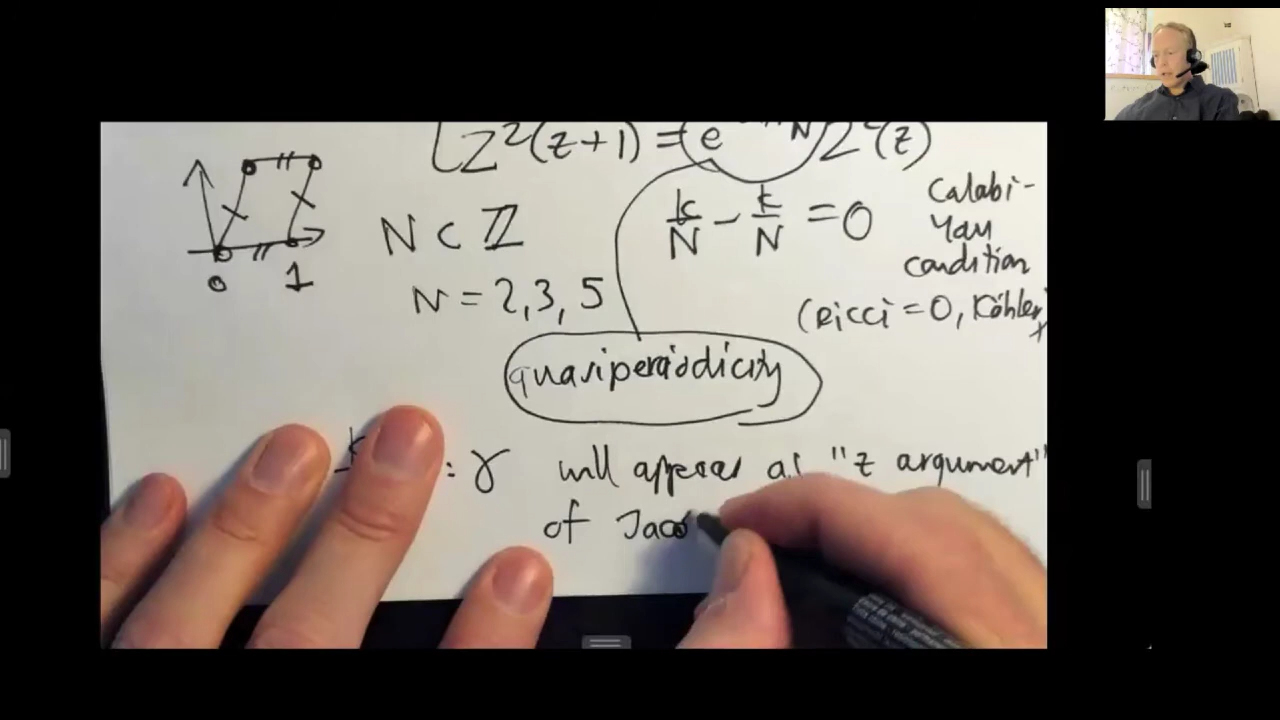 Z²(z+1) = e N Z²(z)
k/N - k/N = 0
Calabi-
Yau
condition
(Ricci = 0, Kähler)
N ⊂ ℤ
N = 2, 3, 5
0 1
quasiperiodicity
k : γ will appear as "z argument"
of Jaco